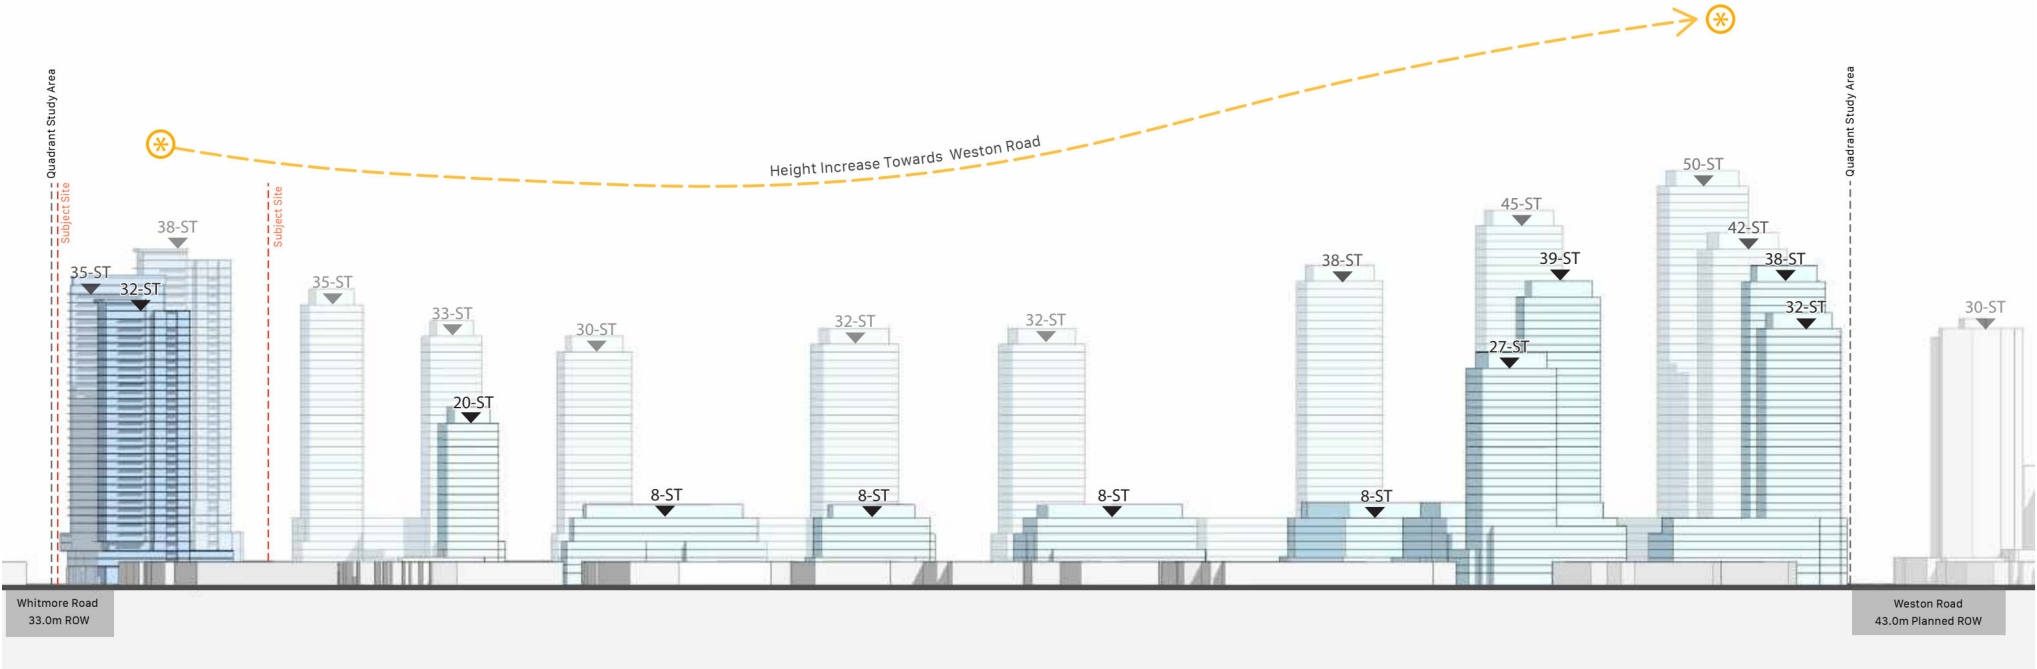 Height Increase Towards Weston Road
Quadrant Study Area
Subject Site
Subject Site
Quadrant Study Area
38-ST
35-ST
32-ST
35-ST
33-ST
20-ST
30-ST
8-ST
32-ST
8-ST
32-ST
8-ST
38-ST
8-ST
45-ST
39-ST
27-ST
50-ST
42-ST
38-ST
32-ST
30-ST
Whitmore Road
33.0m ROW
Weston Road
43.0m Planned ROW